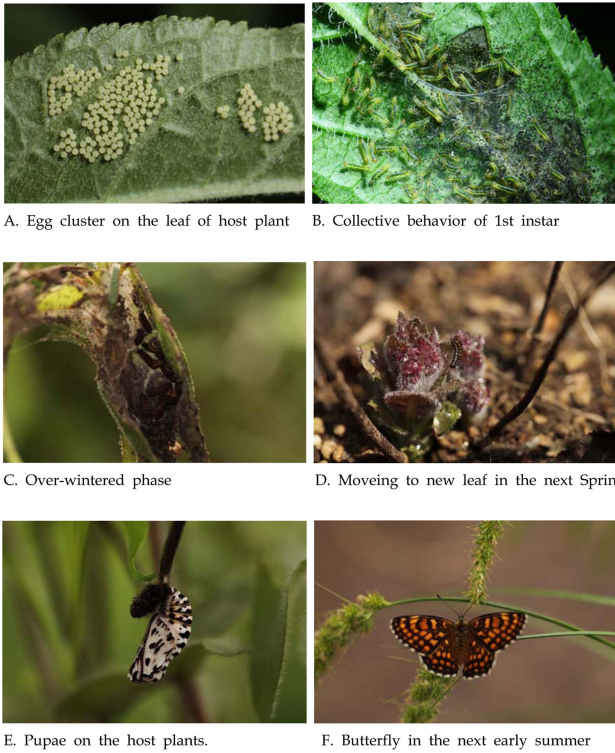 A. Egg cluster on the leaf of host plant
B. Collective behavior of 1st instar
C. Over-wintered phase
D. Moveing to new leaf in the next Sprin
E. Pupae on the host plants.
F. Butterfly in the next early summer